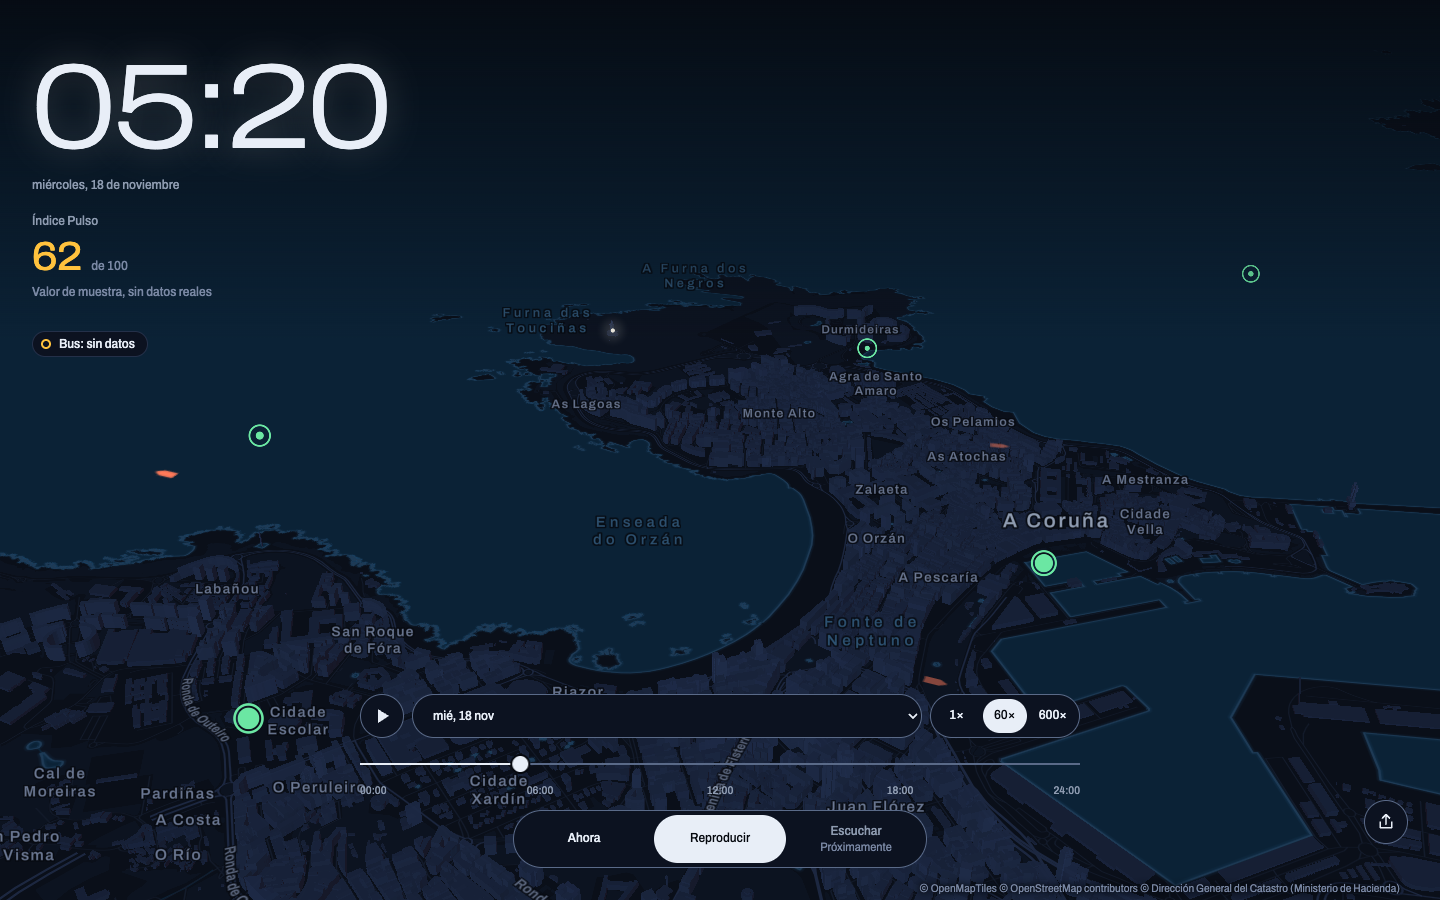 05:20
miércoles, 18 de noviembre
Índice Pulso
62 de 100
Valor de muestra, sin datos reales
Bus: sin datos
A Furna dos
Negros
Furna das
Touciñas
Durmideiras
Agra de Santo
Amaro
As Lagoas
Monte Alto
Os Pelamios
As Atochas
A Mestranza
Zalaeta
A Coruña
Cidade
Vella
Enseada
do Orzán
O Orzán
A Pescaría
Labañou
Fonte de
Neptuno
San Roque
de Fóra
Riazor
Ronda de Outeiro
Cidade
Escolar
mié, 18 nov
1×
60×
600×
Cal de
Moreiras
Pardiñas
O Peruleiro
Cidade
Xardín
00:00
06:00
12:00
18:00
24:00
A Costa
Juan Flórez
Pedro
Visma
O Río
Ronda de
Ahora
Reproducir
Escuchar
Próximamente
© OpenMapTiles © OpenStreetMap contributors © Dirección General del Catastro (Ministerio de Hacienda)